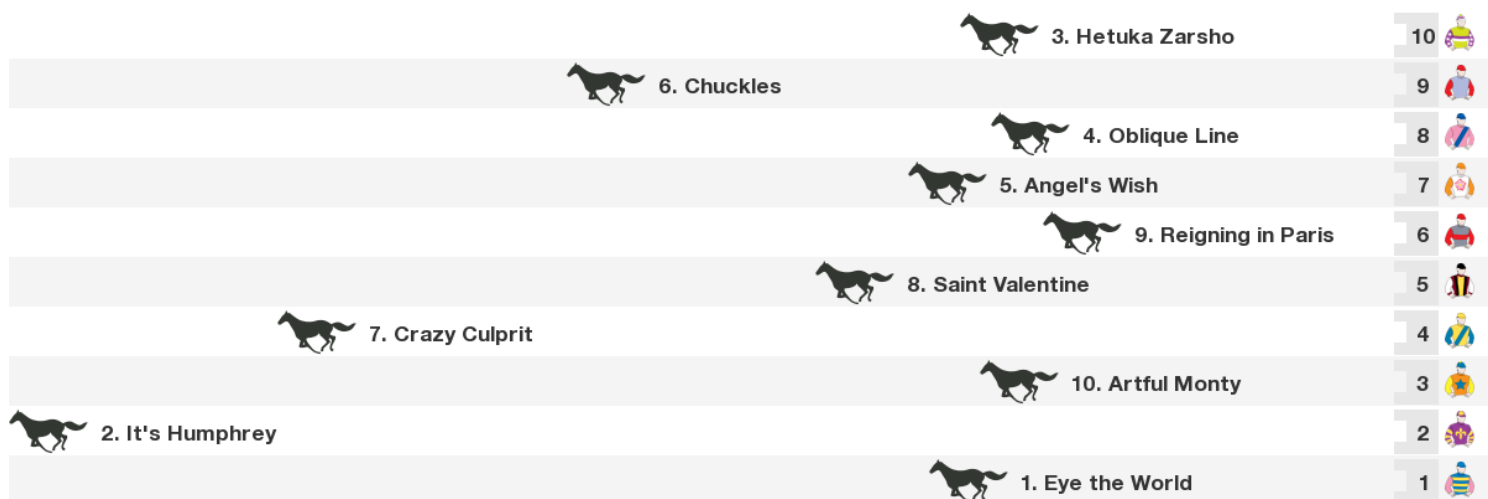 3. Hetuka Zarsho 10
6. Chuckles 9
4. Oblique Line 8
5. Angel's Wish 7
9. Reigning in Paris 6
8. Saint Valentine 5
7. Crazy Culprit 4
10. Artful Monty 3
2. It's Humphrey 2
1. Eye the World 1